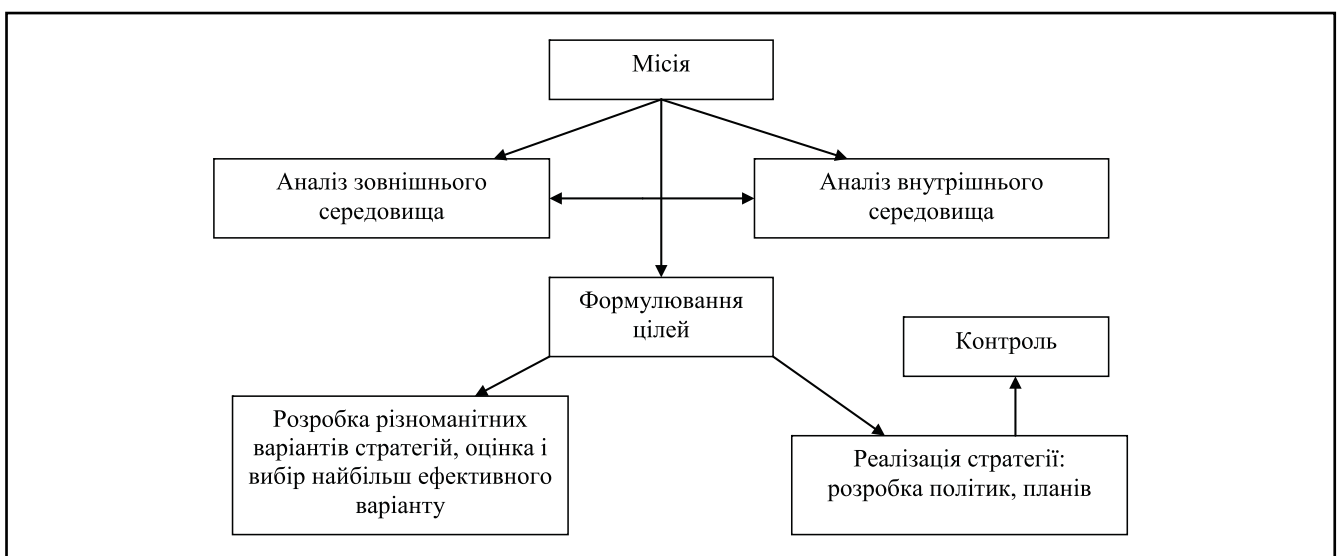 Місія
Аналіз зовнішнього
середовища
Аналіз внутрішнього
середовища
Формулювання
цілей
Контроль
Розробка різноманітних
варіантів стратегій, оцінка і
вибір найбільш ефективного
варіанту
Реалізація стратегії:
розробка політик, планів